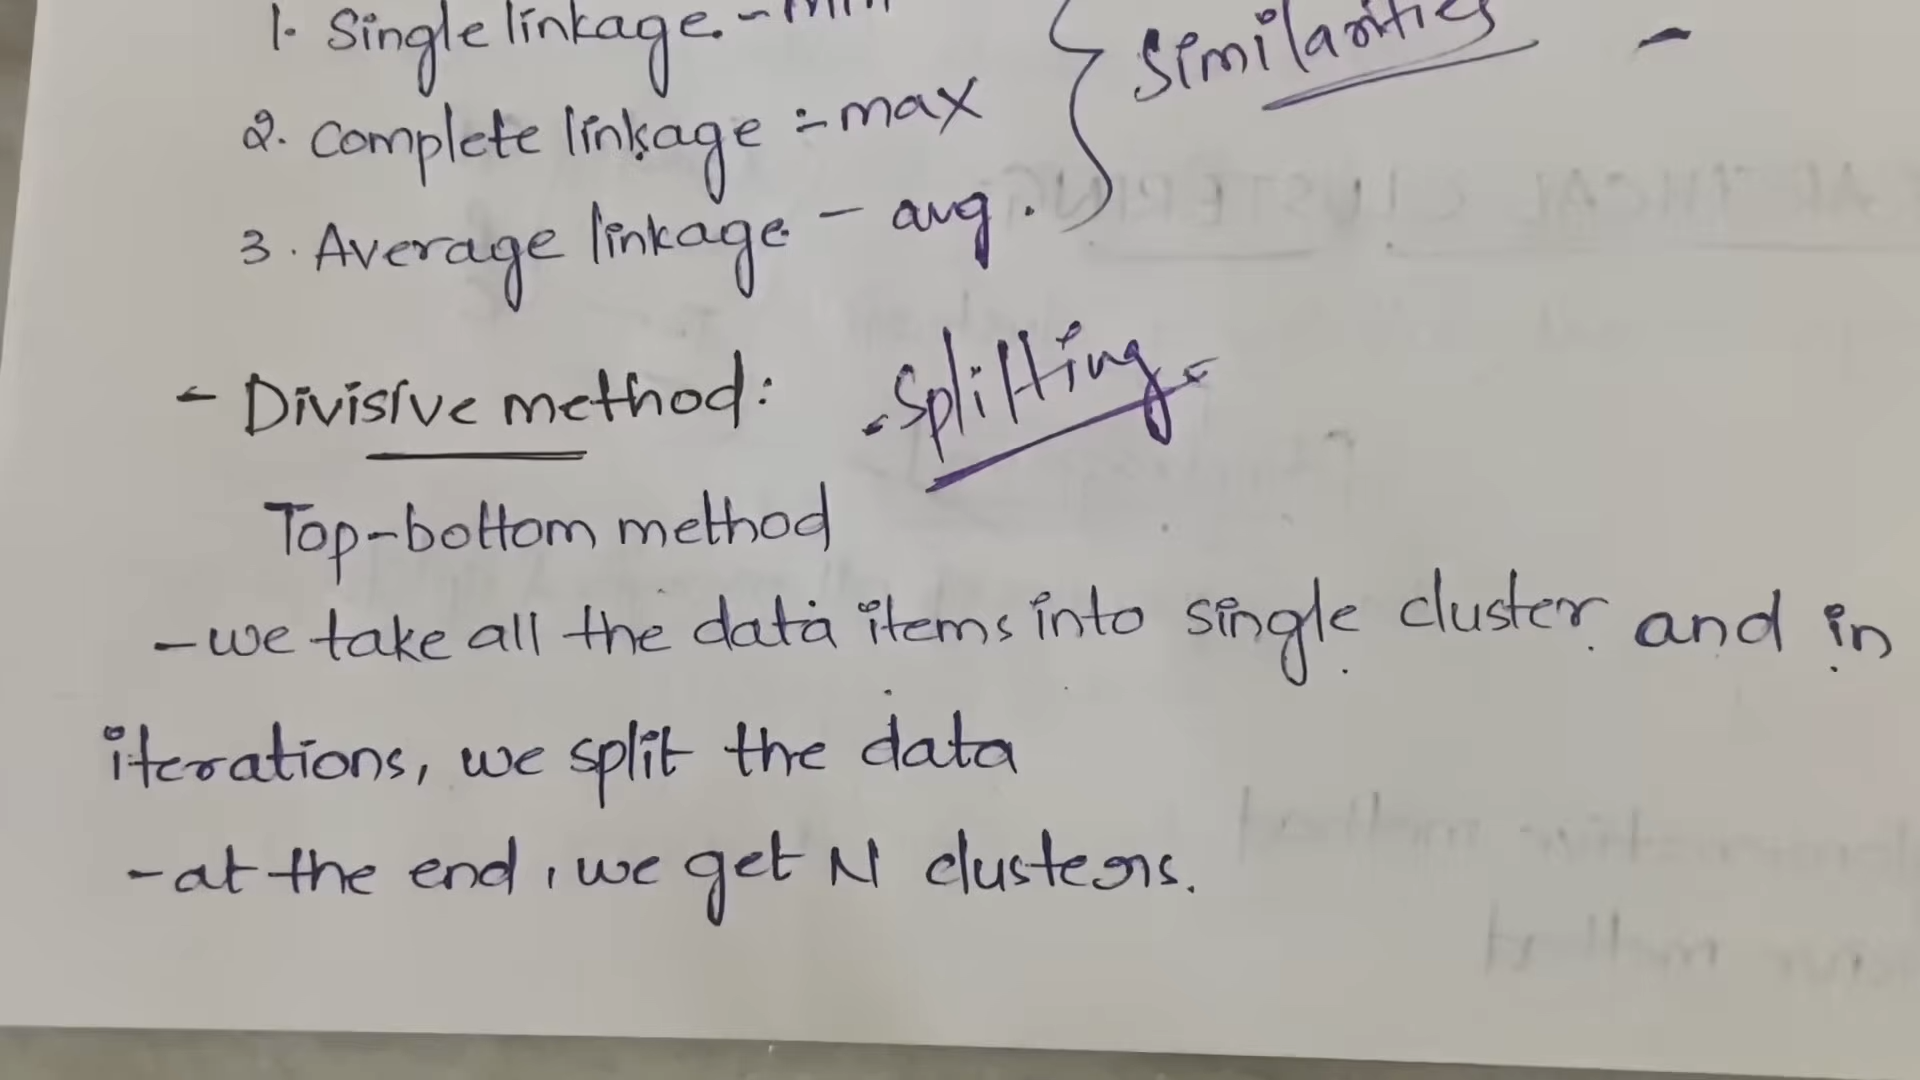 1. Single linkage - min
2. Complete linkage :- max
3. Average linkage - avg.
} Similarities -
- Divisive method: - Splitting -
Top-bottom method
- we take all the data items into single cluster and in
iterations, we split the data
- at the end, we get N clusters.